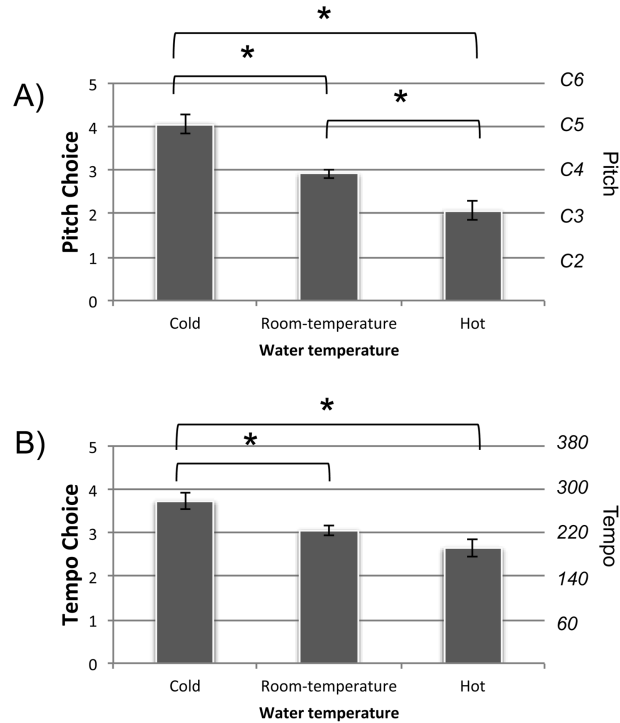 *
*
*
A)
5
4
3
2
1
0
Pitch Choice
C6
C5
C4
C3
C2
Pitch
Cold Room-temperature Hot
Water temperature
*
*
B)
5
4
3
2
1
0
Tempo Choice
380
300
220
140
60
Tempo
Cold Room-temperature Hot
Water temperature